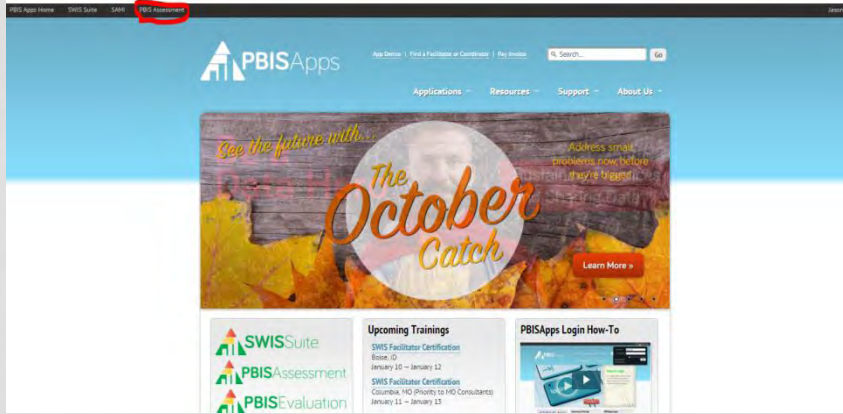 PBIS Apps Home SWIS Suite SAMI PBIS Assessment Jason
PBISApps
App Demos | Find a Facilitator or Coordinator | Pay Invoice
Search...
Go
Applications Resources Support About Us
See the future with...
The
October
Catch
Address small
problems now before
they're bigger.
Learn More »
SWISSuite
PBISAssessment
PBISEvaluation
Upcoming Trainings
SWIS Facilitator Certification
Boise, ID
January 10 — January 12
SWIS Facilitator Certification
Columbia, MO (Priority to MO Consultants)
January 11 — January 13
PBISApps Login How-To